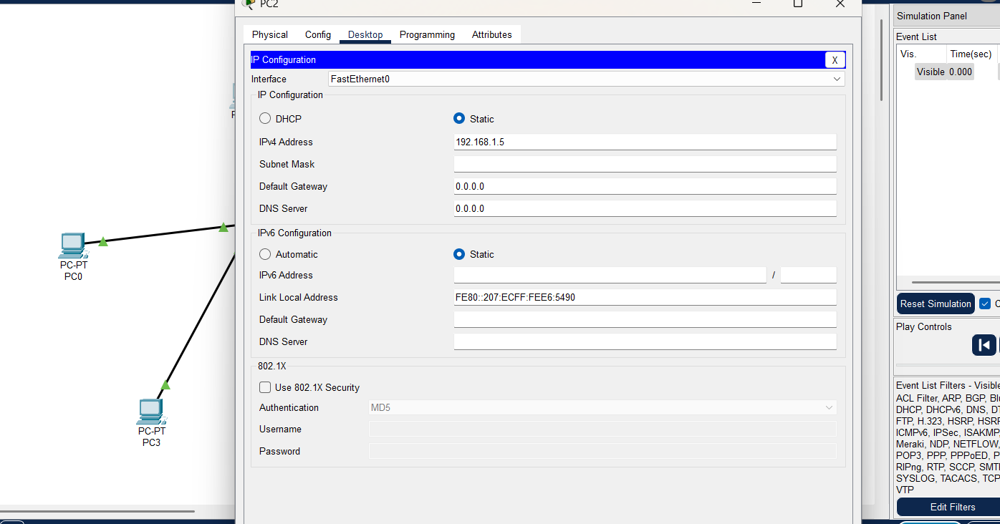 PC2
Physical Config Desktop Programming Attributes
IP Configuration X
Interface FastEthernet0
IP Configuration
DHCP Static
IPv4 Address 192.168.1.5
Subnet Mask
Default Gateway 0.0.0.0
DNS Server 0.0.0.0
IPv6 Configuration
Automatic Static
IPv6 Address /
Link Local Address FE80::207:ECFF:FEE6:5490
Default Gateway
DNS Server
802.1X
Use 802.1X Security
Authentication MD5
Username
Password
PC-PT
PC0
PC-PT
PC3
Simulation Panel
Event List
Vis. Time(sec)
Visible 0.000
Reset Simulation
Play Controls
Event List Filters - Visible
ACL Filter, ARP, BGP,
DHCP, DHCPv6, DNS,
FTP, H.323, HSRP,
ICMPv6, IPSec, ISAKMP,
Meraki, NDP, NETFLOW,
POP3, PPP, PPPoED,
RIPng, RTP, SCCP,
SYSLOG, TACACS, TCP
VTP
Edit Filters